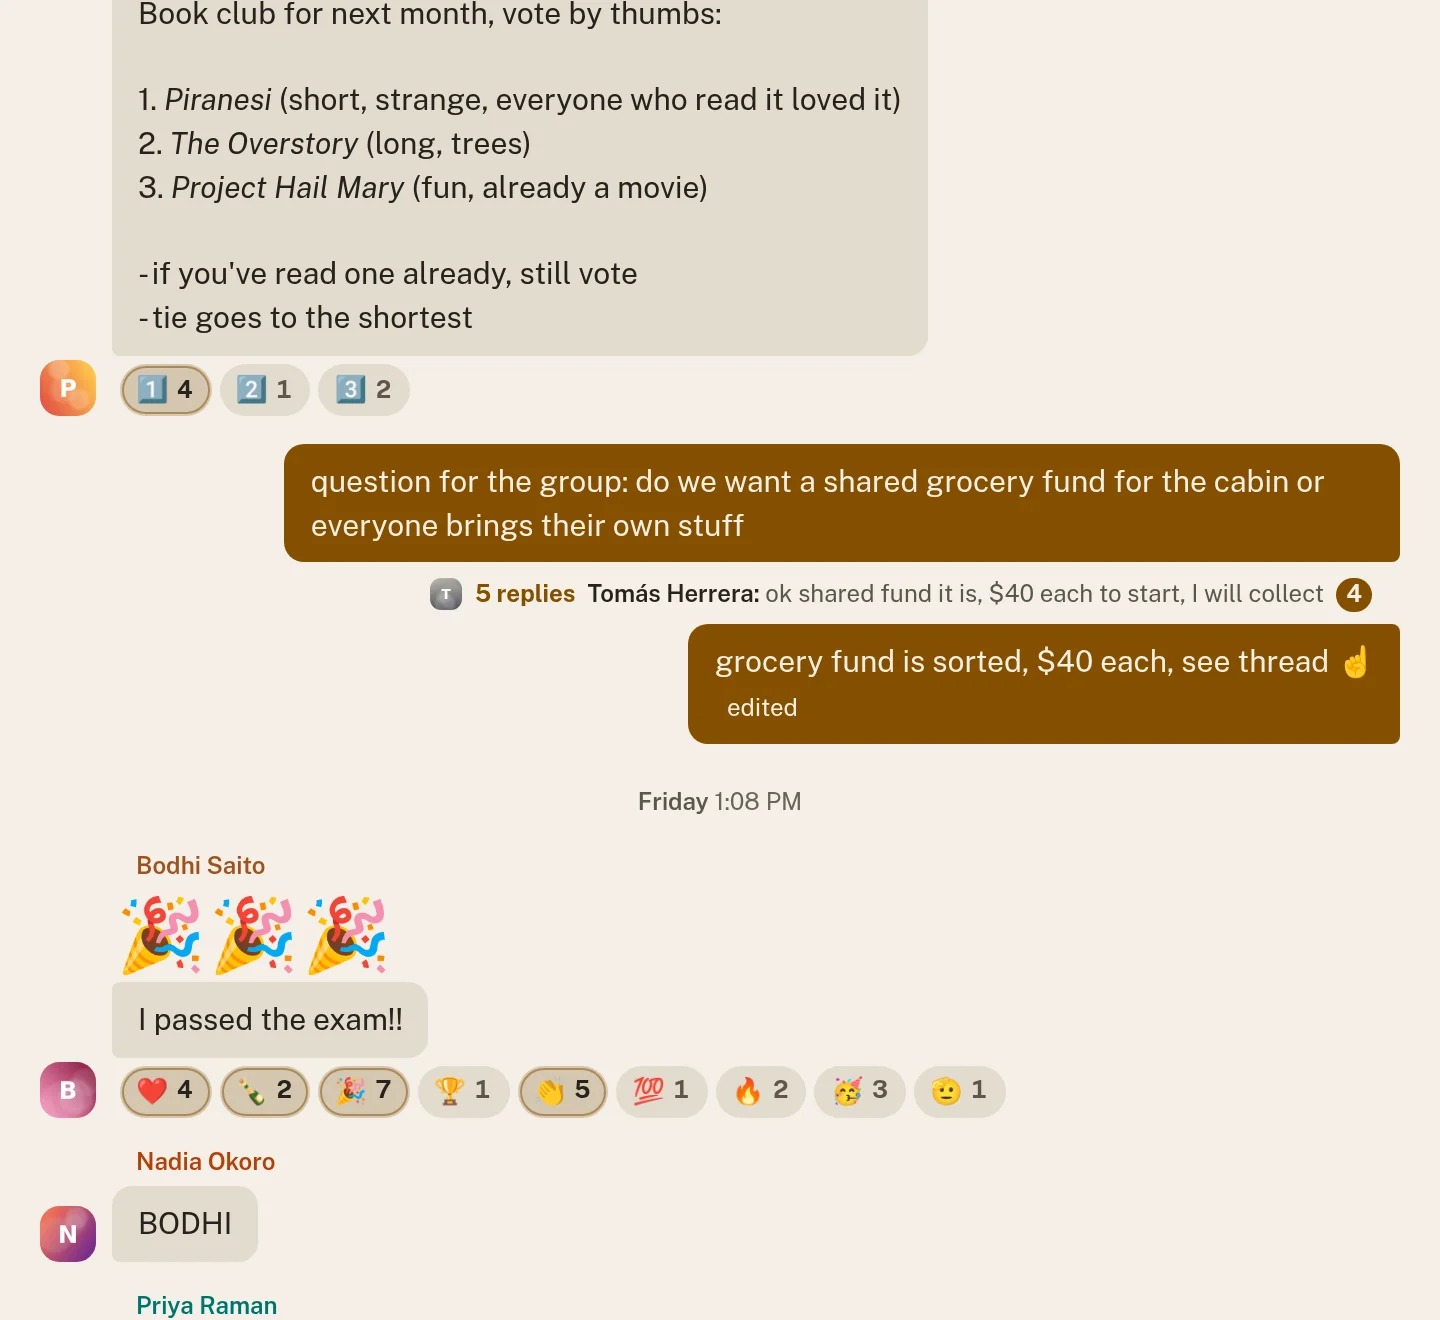 Book club for next month, vote by thumbs:
1. Piranesi (short, strange, everyone who read it loved it)
2. The Overstory (long, trees)
3. Project Hail Mary (fun, already a movie)
- if you've read one already, still vote
- tie goes to the shortest
P 1️⃣ 4 2️⃣ 1 3️⃣ 2
question for the group: do we want a shared grocery fund for the cabin or
everyone brings their own stuff
T 5 replies Tomás Herrera: ok shared fund it is, $40 each to start, I will collect 4
grocery fund is sorted, $40 each, see thread ☝️
edited
Friday 1:08 PM
Bodhi Saito
🎉🎉🎉
I passed the exam!!
B ❤️ 4 🍾 2 🎉 7 🏆 1 👏 5 💯 1 🔥 2 🥳 3 🫡 1
Nadia Okoro
BODHI
N
Priya Raman